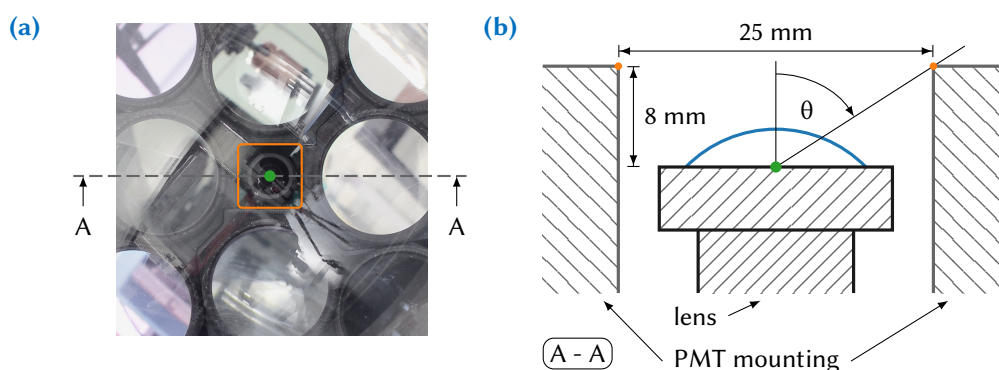 (a)
A
A
(b)
25 mm
8 mm
θ
lens
A - A
PMT mounting